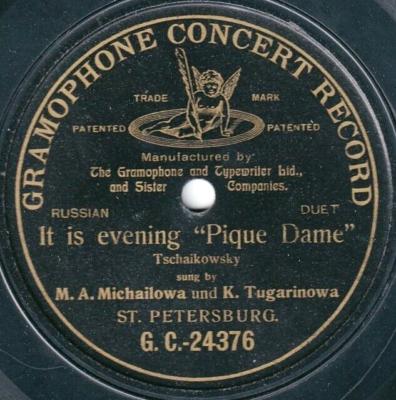 GRAMOPHONE CONCERT RECORD
TRADE MARK
PATENTED PATENTED
Manufactured by
The Gramophone and Typewriter Ltd.,
and Sister Companies.
RUSSIAN DUET
It is evening "Pique Dame"
Tschaikowsky
sung by
M. A. Michailowa und K. Tugarinowa
ST. PETERSBURG.
G. C.-24376